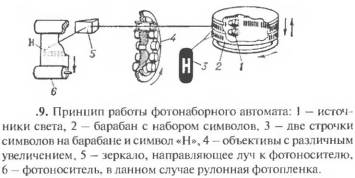 Н
5
4
6
Н
3
2
1
.9. Принцип работы фотонаборного автомата: 1 — источ-
ники света, 2 — барабан с набором символов, 3 — две строчки
символов на барабане и символ «Н», 4 — объективы с различным
увеличением, 5 — зеркало, направляющее луч к фотоносителю,
6 — фотоноситель, в данном случае рулонная фотопленка.